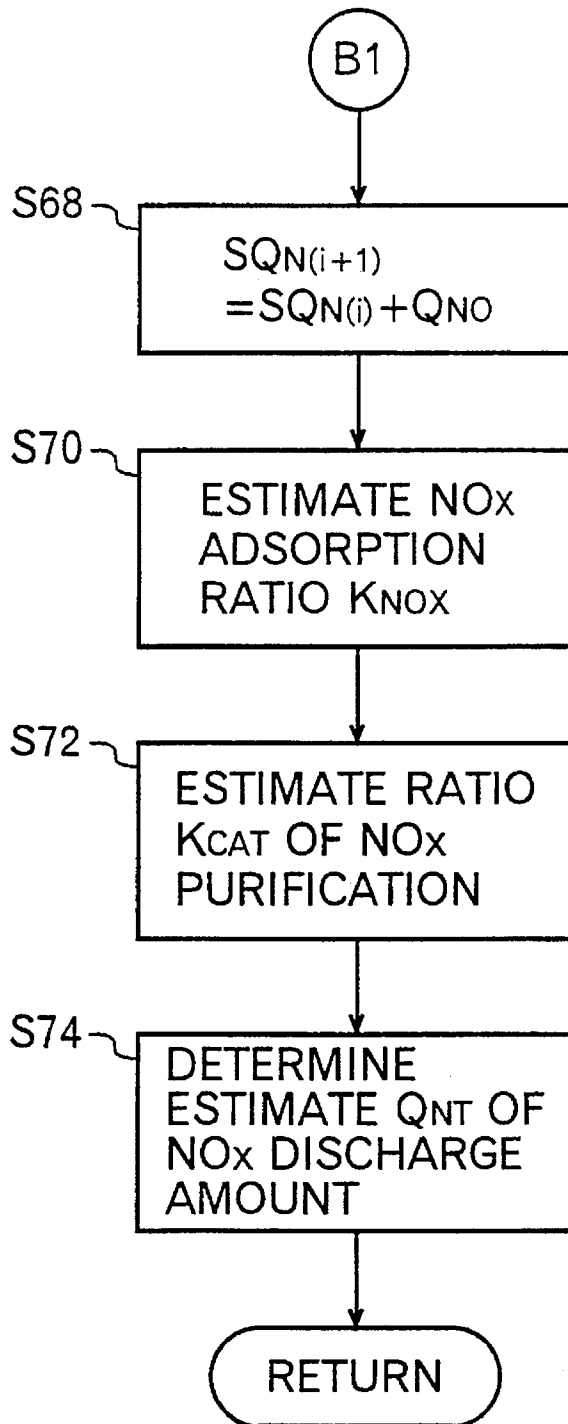 B1
S68
SQN(i+1)
=SQN(i)+QNO
S70
ESTIMATE NOx
ADSORPTION
RATIO KNOX
S72
ESTIMATE RATIO
KCAT OF NOx
PURIFICATION
S74
DETERMINE
ESTIMATE QNT OF
NOx DISCHARGE
AMOUNT
RETURN